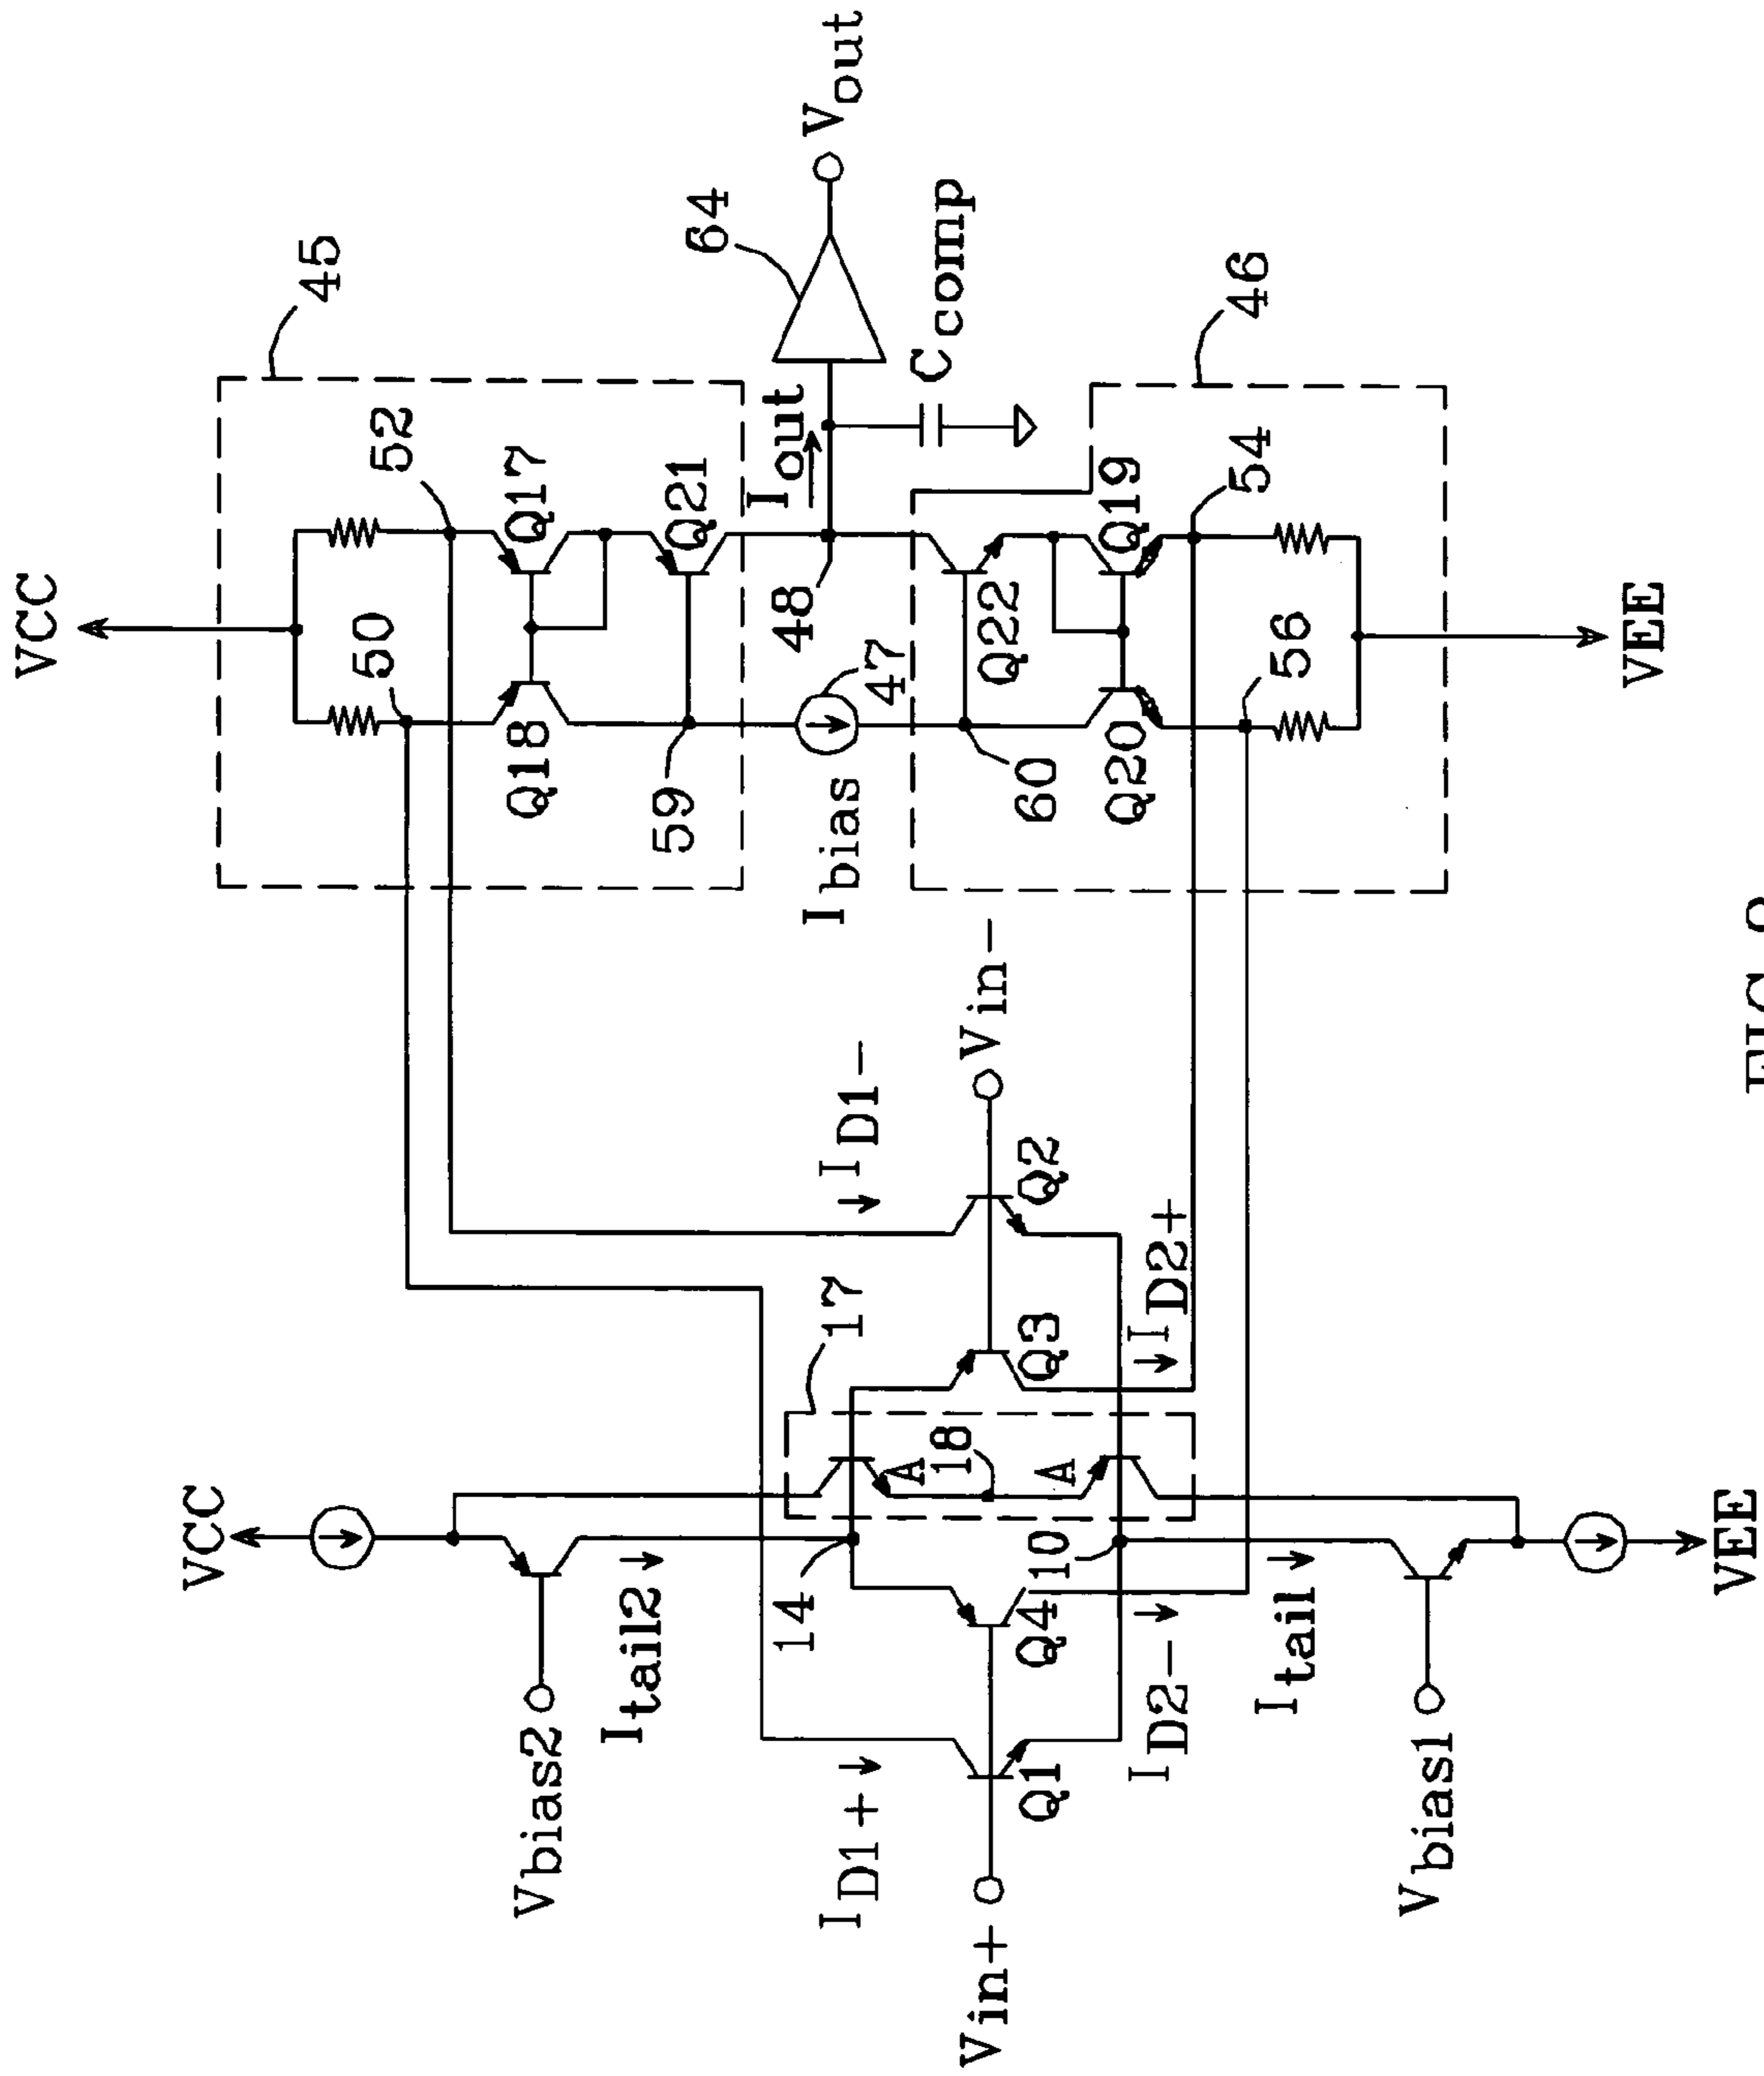 VCC
45
50
52
Q18
Q17
Q21
59
Ibias
47
48
Iout
64
Vout
Ccomp
60
Q22
Q20
Q19
56
54
46
VEE
VCC
Vbias2
Itail2
14
17
ID1+
ID1-
Vin+
Vin-
Q1
Q4
Q3
Q2
A
18
A
10
ID2-
ID2+
Itail
Vbias1
VEE